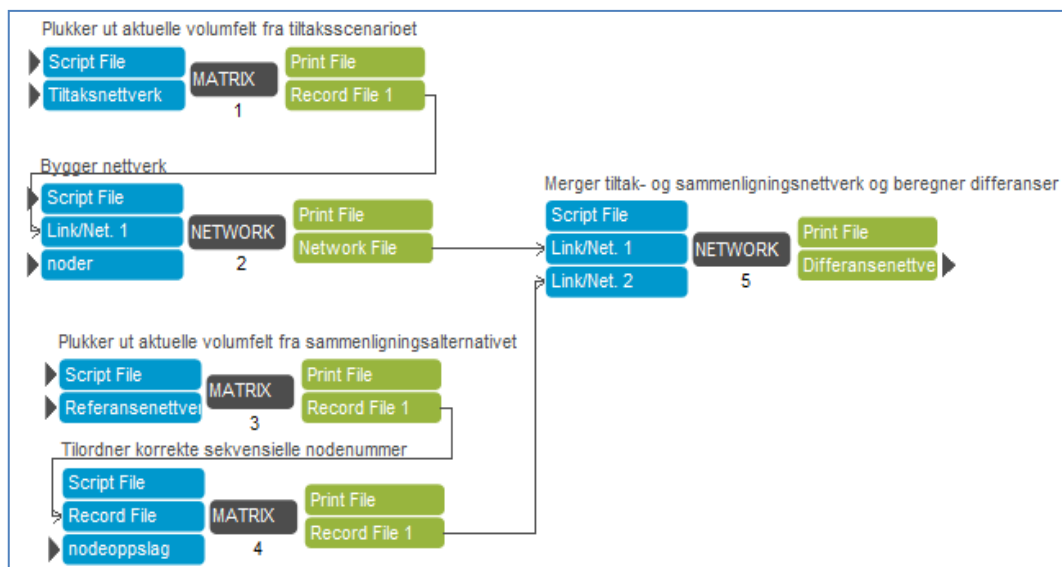 Plukker ut aktuelle volumfelt fra tiltaksscenarioet
Script File
Tiltaksnettverk
MATRIX
1
Print File
Record File 1
Bygger nettverk
Script File
Link/Net. 1
noder
NETWORK
2
Print File
Network File
Merger tiltak- og sammenligningsnettverk og beregner differanser
Script File
Link/Net. 1
Link/Net. 2
NETWORK
5
Print File
Differansenettve
Plukker ut aktuelle volumfelt fra sammenligningsalternativet
Script File
Referansenettver
MATRIX
3
Print File
Record File 1
Tilordner korrekte sekvensielle nodenummer
Script File
Record File
nodeoppslag
MATRIX
4
Print File
Record File 1